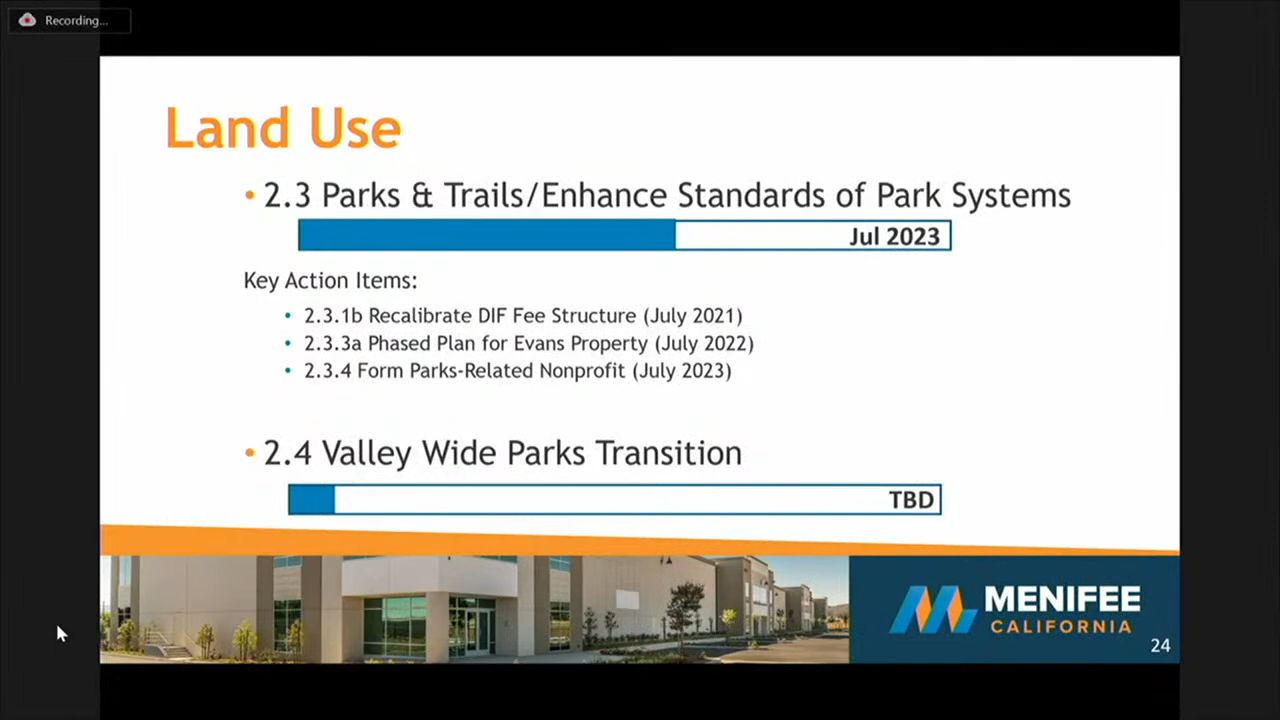 Recording...
Land Use
• 2.3 Parks & Trails/Enhance Standards of Park Systems
Jul 2023
Key Action Items:
• 2.3.1b Recalibrate DIF Fee Structure (July 2021)
• 2.3.3a Phased Plan for Evans Property (July 2022)
• 2.3.4 Form Parks-Related Nonprofit (July 2023)
• 2.4 Valley Wide Parks Transition
TBD
MENIFEE
CALIFORNIA
24